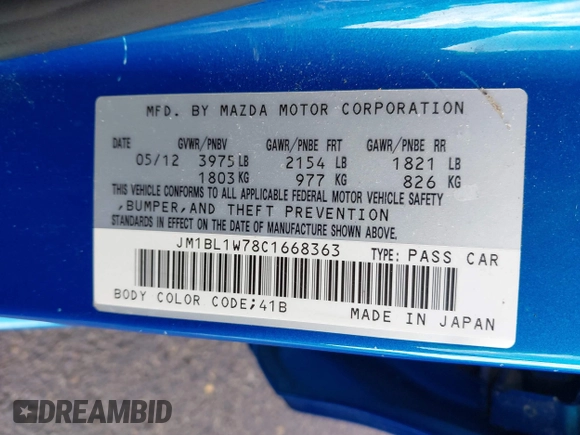 MFD. BY MAZDA MOTOR CORPORATION
DATE GVWR/PNBV GAWR/PNBE FRT GAWR/PNBE RR
05/12 3975 LB 2154 LB 1821 LB
1803 KG 977 KG 826 KG
THIS VEHICLE CONFORMS TO ALL APPLICABLE FEDERAL MOTOR VEHICLE SAFETY
,BUMPER,AND THEFT PREVENTION
STANDARDS IN EFFECT ON THE DATE OF MANUFACTURE SHOWN ABOVE.
JM1BL1W78C1668363 TYPE: PASS CAR
BODY COLOR CODE;41B
MADE IN JAPAN
DREAMBID